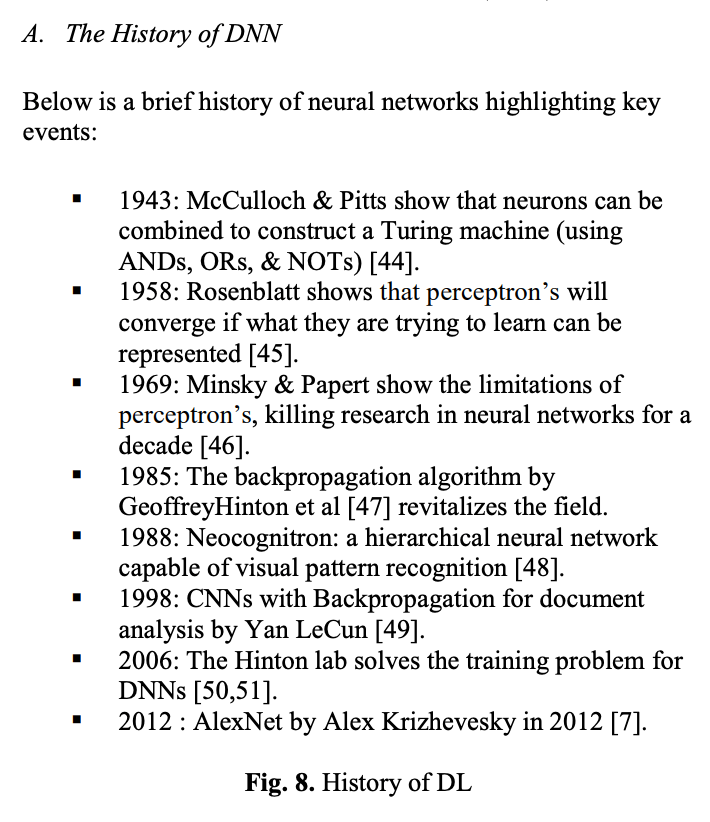 A. The History of DNN
Below is a brief history of neural networks highlighting key
events:
▪ 1943: McCulloch & Pitts show that neurons can be
combined to construct a Turing machine (using
ANDs, ORs, & NOTs) [44].
▪ 1958: Rosenblatt shows that perceptron’s will
converge if what they are trying to learn can be
represented [45].
▪ 1969: Minsky & Papert show the limitations of
perceptron’s, killing research in neural networks for a
decade [46].
▪ 1985: The backpropagation algorithm by
GeoffreyHinton et al [47] revitalizes the field.
▪ 1988: Neocognitron: a hierarchical neural network
capable of visual pattern recognition [48].
▪ 1998: CNNs with Backpropagation for document
analysis by Yan LeCun [49].
▪ 2006: The Hinton lab solves the training problem for
DNNs [50,51].
▪ 2012 : AlexNet by Alex Krizhevesky in 2012 [7].
Fig. 8. History of DL